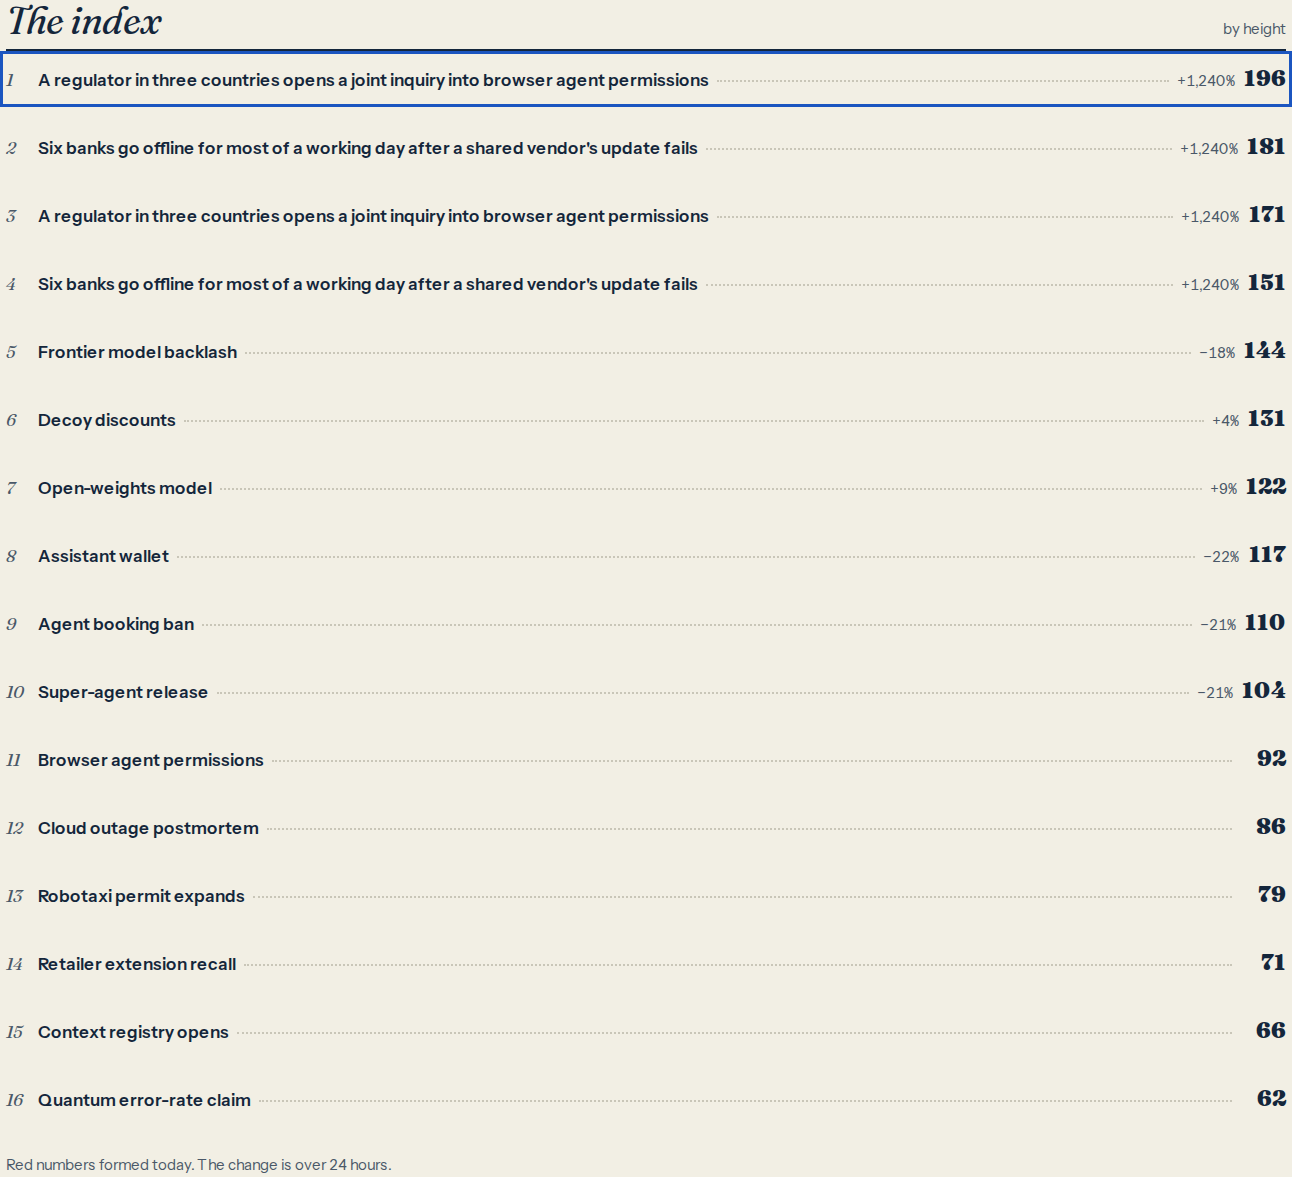 The index
by height
1 A regulator in three countries opens a joint inquiry into browser agent permissions +1,240% 196
2 Six banks go offline for most of a working day after a shared vendor's update fails +1,240% 181
3 A regulator in three countries opens a joint inquiry into browser agent permissions +1,240% 171
4 Six banks go offline for most of a working day after a shared vendor's update fails +1,240% 151
5 Frontier model backlash −18% 144
6 Decoy discounts +4% 131
7 Open-weights model +9% 122
8 Assistant wallet −22% 117
9 Agent booking ban −21% 110
10 Super-agent release −21% 104
11 Browser agent permissions 92
12 Cloud outage postmortem 86
13 Robotaxi permit expands 79
14 Retailer extension recall 71
15 Context registry opens 66
16 Quantum error-rate claim 62
Red numbers formed today. The change is over 24 hours.